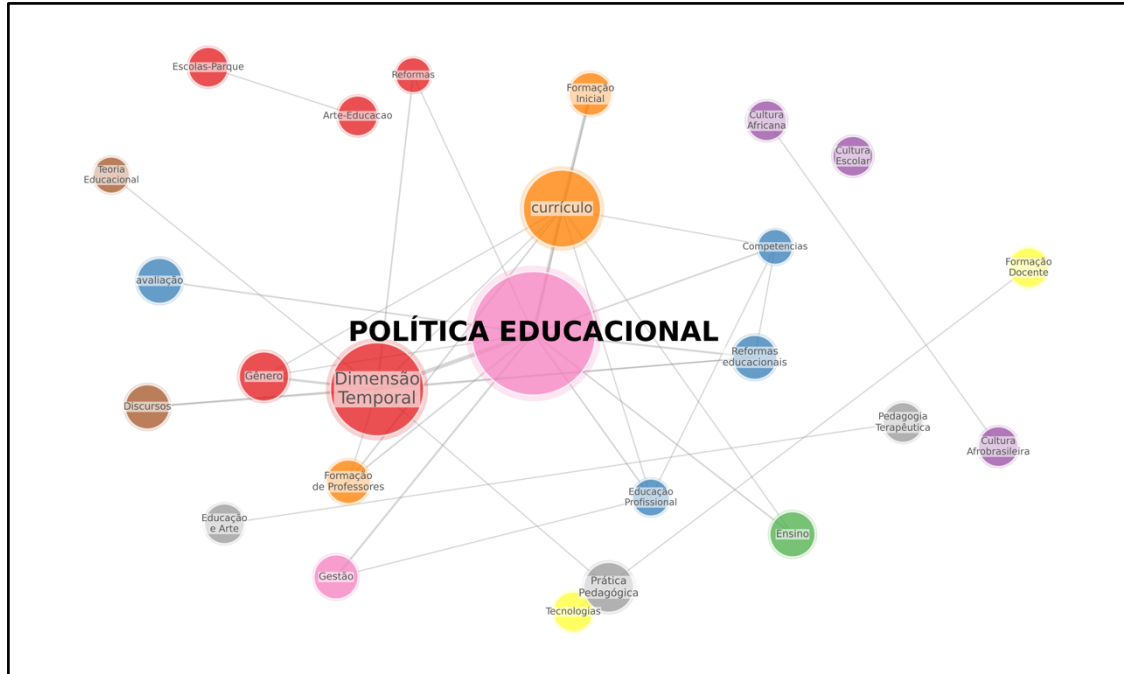 Escolas-Parque
Reformas
Arte-Educacao
Formação
Inicial
Cultura
Africana
Cultura
Escolar
Teoria
Educacional
currículo
Competencias
Formação
Docente
avaliação
POLÍTICA EDUCACIONAL
Reformas
educacionais
Gênero
Dimensão
Temporal
Discursos
Pedagogia
Terapêutica
Cultura
Afrobrasileira
Formação
de Professores
Educação
Profissional
Educação
e Arte
Ensino
Gestão
Prática
Pedagógica
Tecnologias